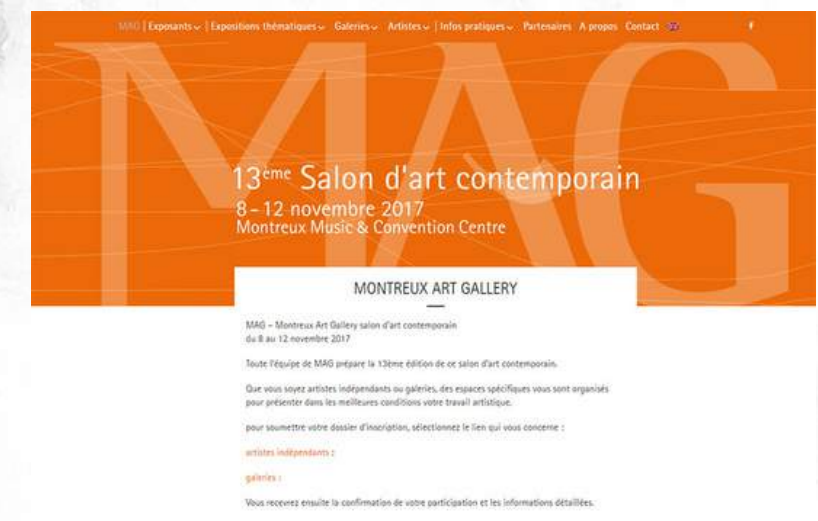 MAG | Exposants | Expositions thématiques Galeries Artistes | Infos pratiques Partenaires A propos Contact f
MAG
13ème Salon d'art contemporain
8 – 12 novembre 2017
Montreux Music & Convention Centre
MONTREUX ART GALLERY
MAG – Montreux Art Gallery salon d'art contemporain
du 8 au 12 novembre 2017
Toute l'équipe de MAG prépare la 13ème édition de ce salon d'art contemporain.
Que vous soyez artistes indépendants ou galeries, des espaces spécifiques vous sont organisés
pour présenter dans les meilleures conditions votre travail artistique.
pour soumettre votre dossier d'inscription, sélectionnez le lien qui vous concerne :
artistes indépendants :
galeries :
Vous recevrez ensuite la confirmation de votre participation et les informations détaillées.